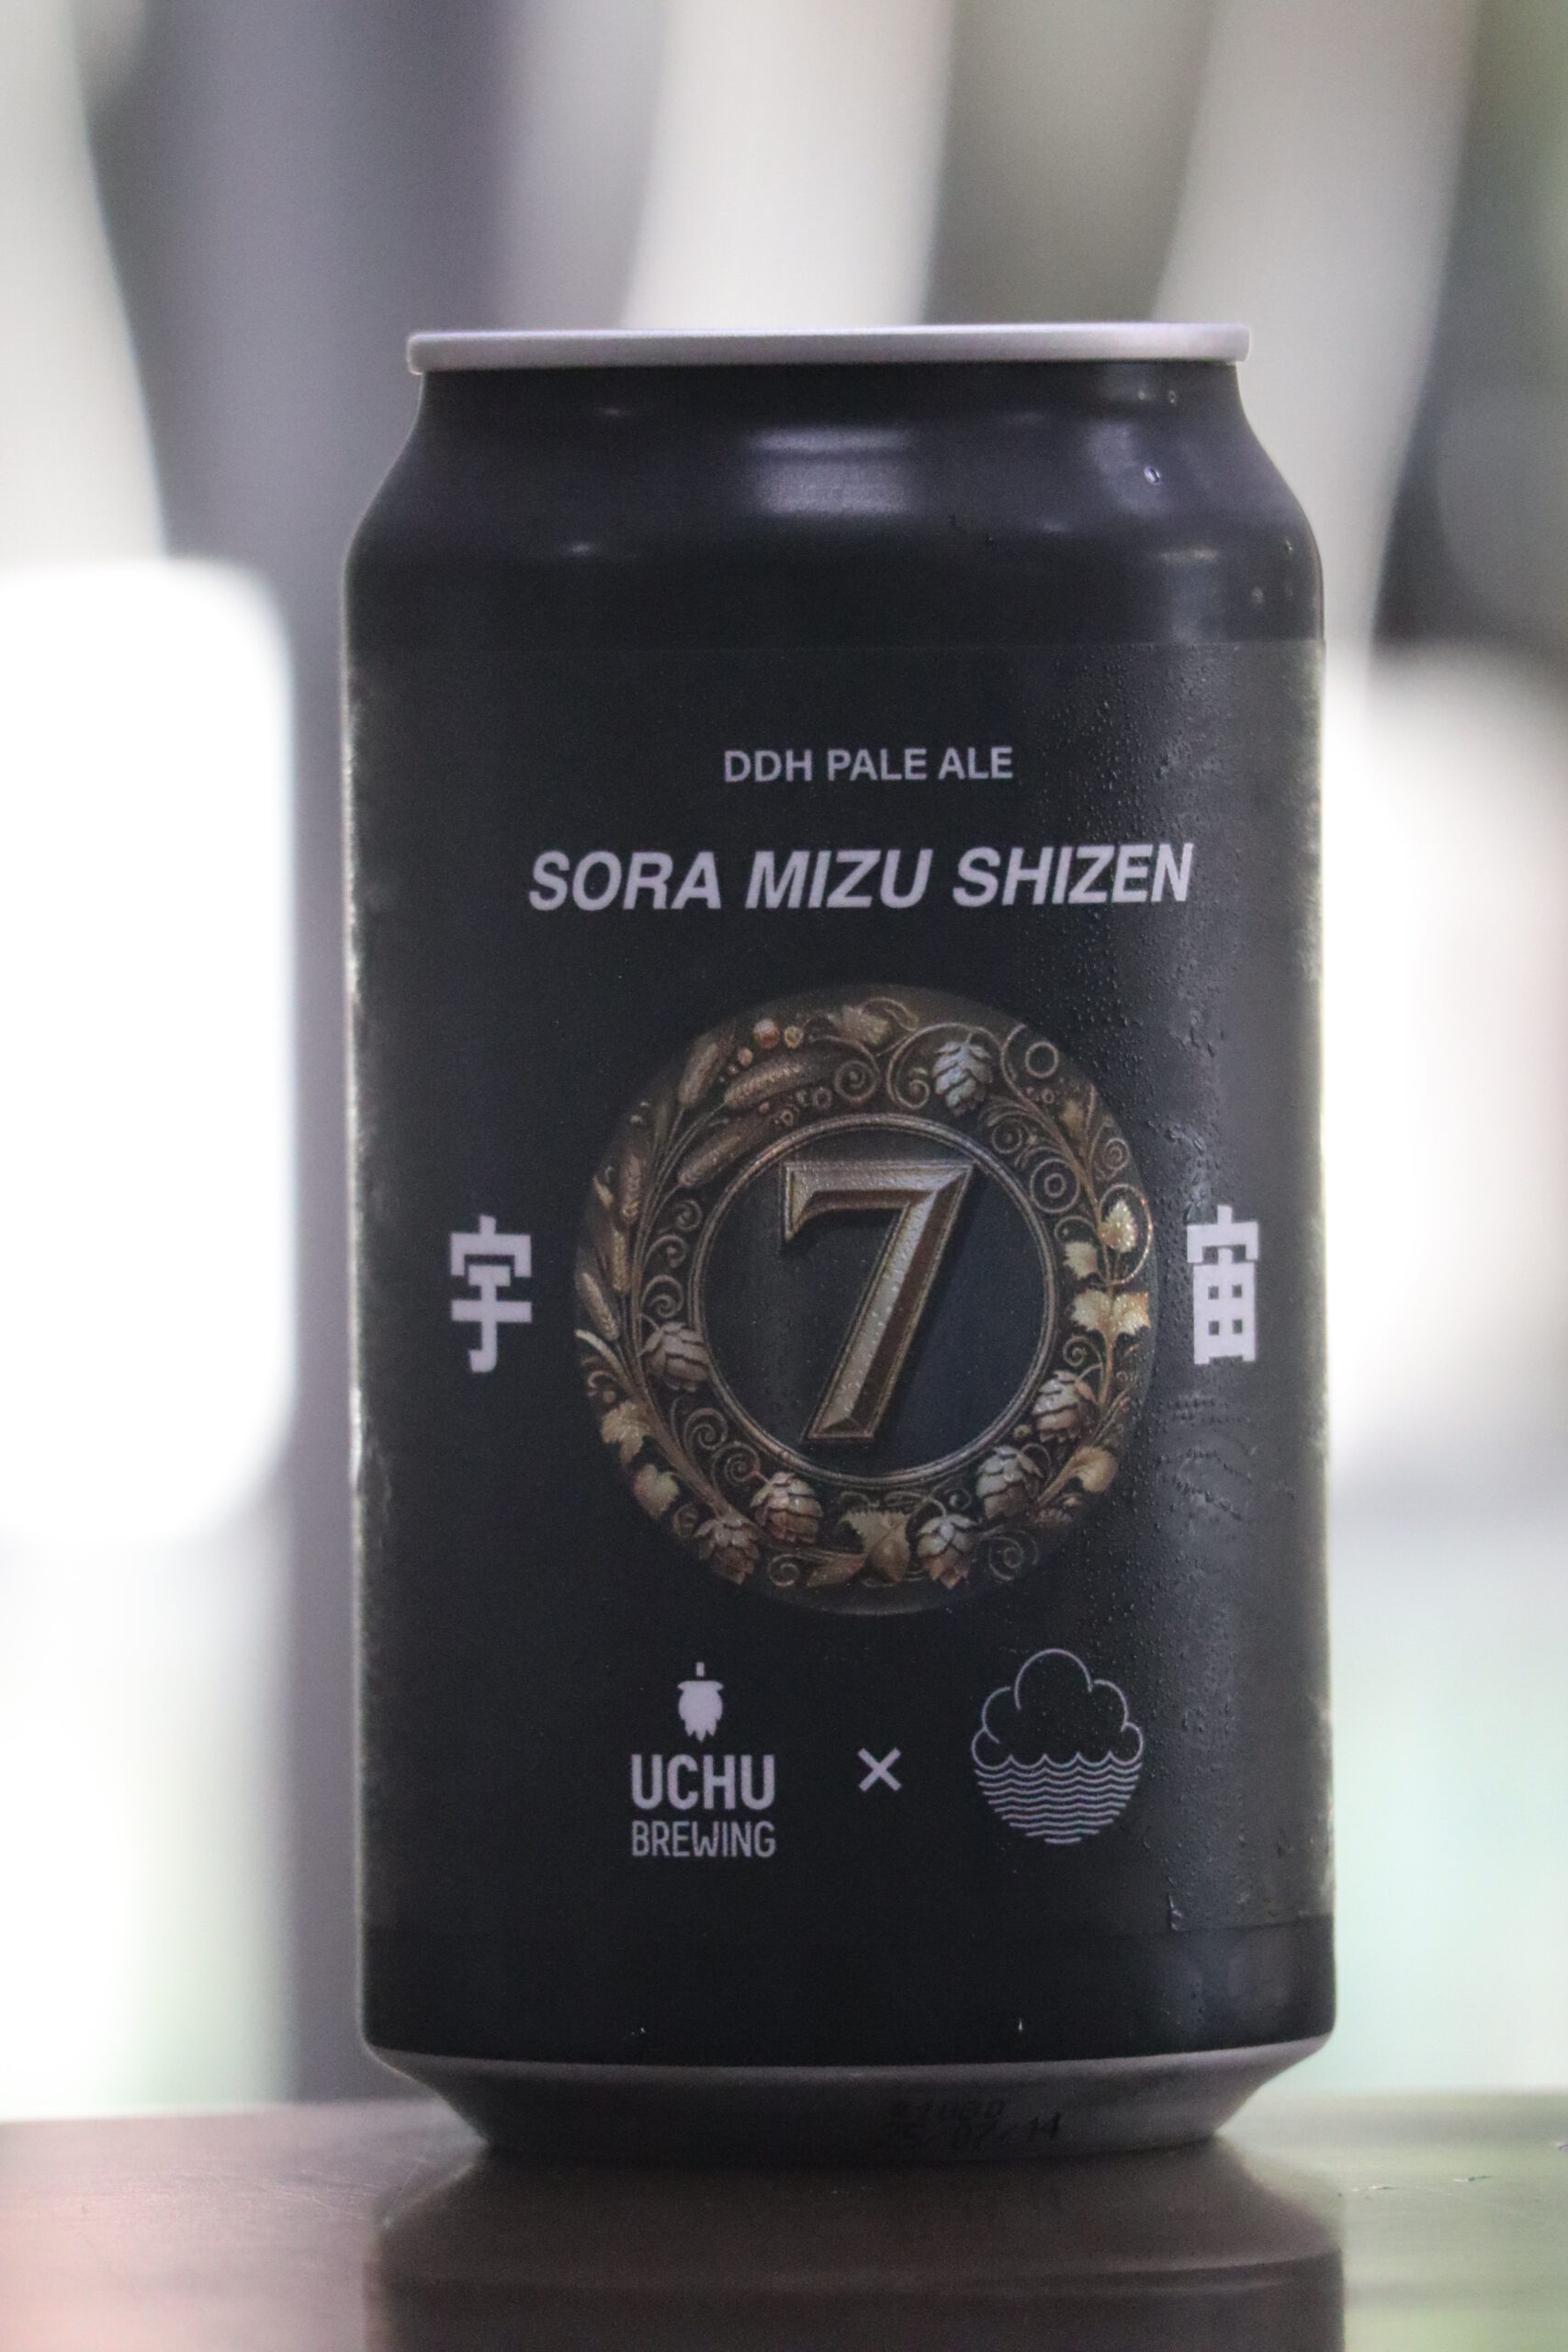 DDH PALE ALE
SORA MIZU SHIZEN
宇 7 宙
UCHU × 
BREWING